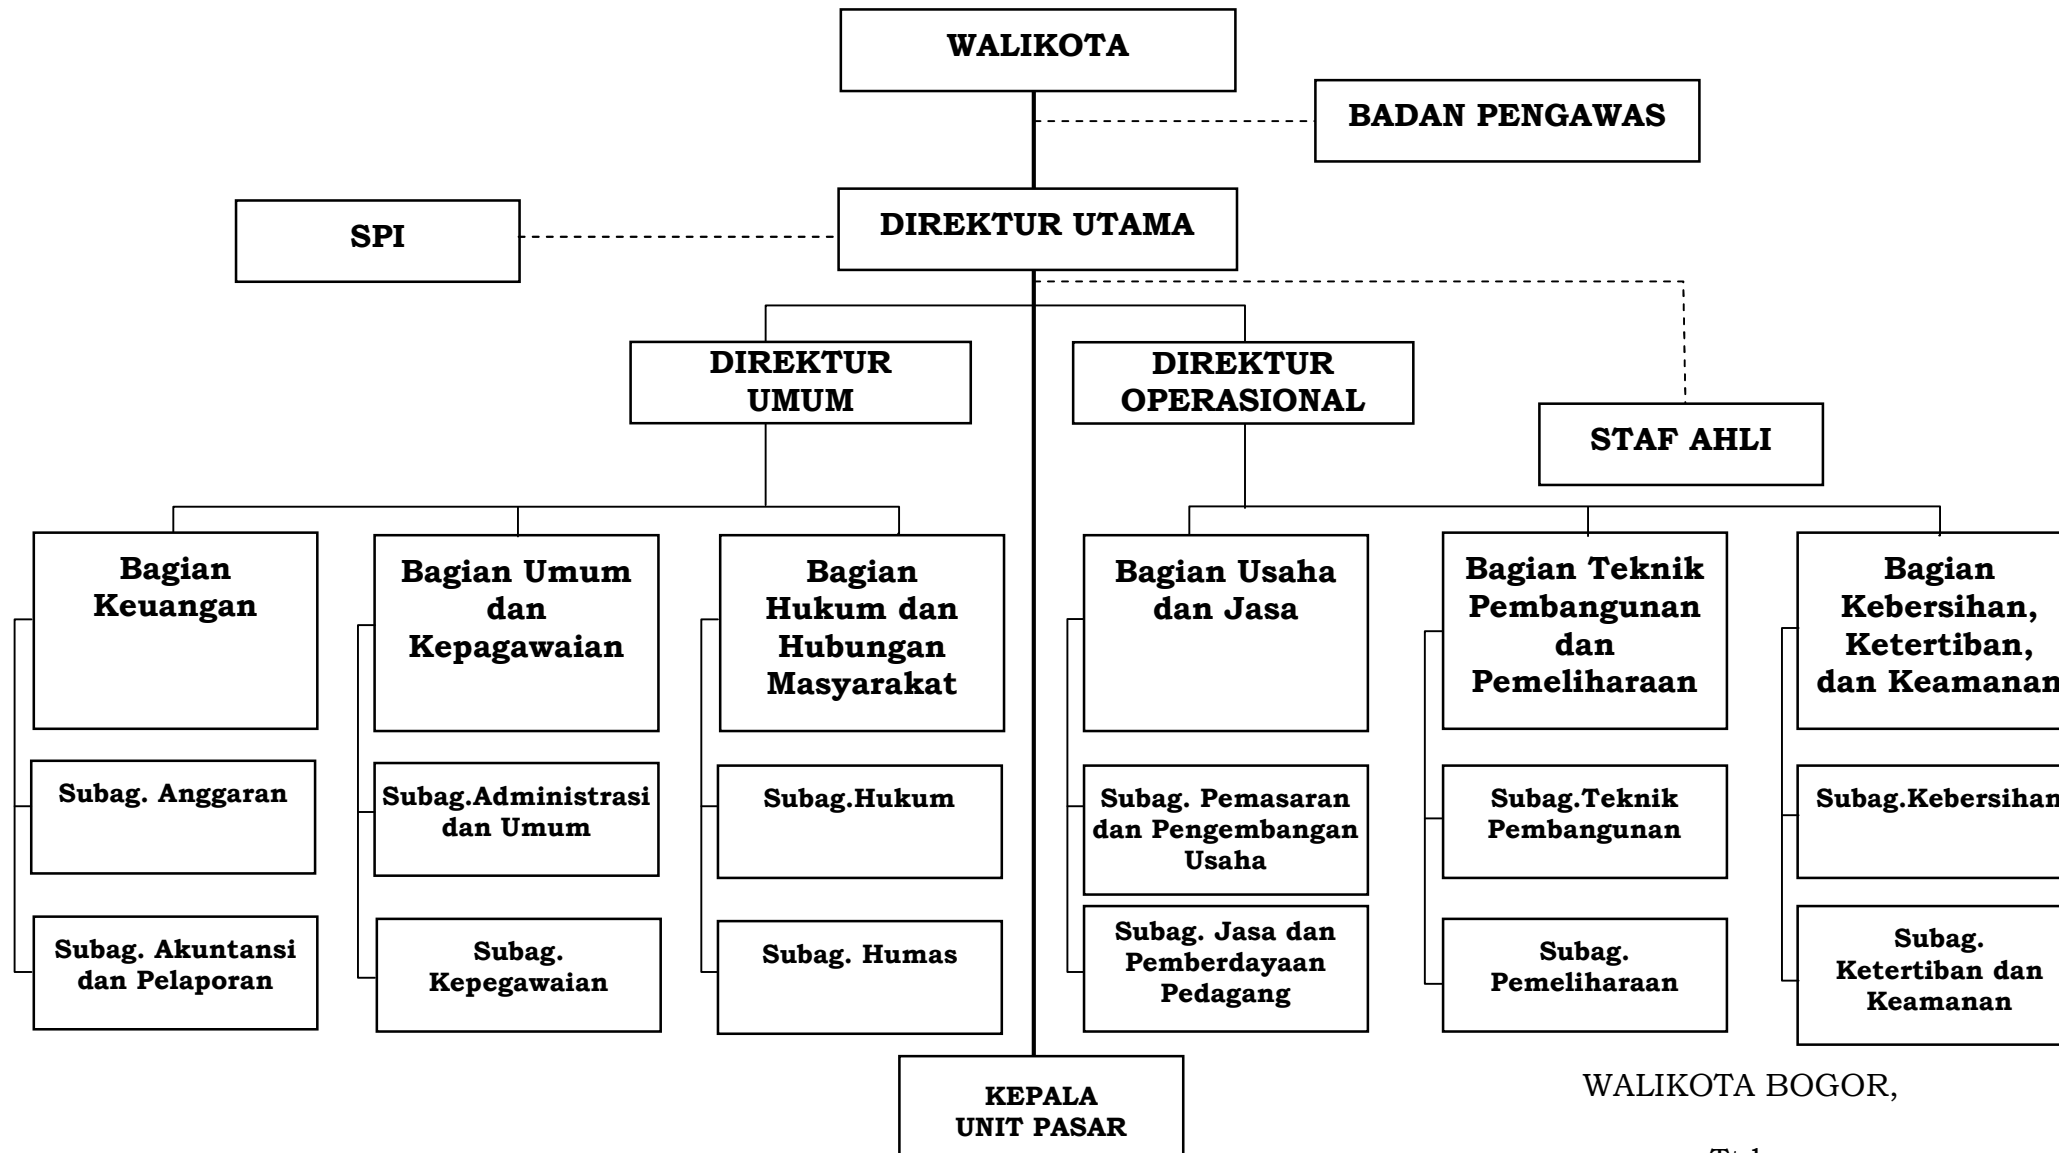 WALIKOTA
BADAN PENGAWAS
SPI
DIREKTUR UTAMA
DIREKTUR
UMUM
DIREKTUR
OPERASIONAL
STAF AHLI
Bagian
Keuangan
Bagian Umum
dan
Kepagawaian
Bagian
Hukum dan
Hubungan
Masyarakat
Bagian Usaha
dan Jasa
Bagian Teknik
Pembangunan
dan
Pemeliharaan
Bagian
Kebersihan,
Ketertiban,
dan Keamanan
Subag. Anggaran
Subag.Administrasi
dan Umum
Subag.Hukum
Subag. Pemasaran
dan Pengembangan
Usaha
Subag.Teknik
Pembangunan
Subag.Kebersihan
Subag. Akuntansi
dan Pelaporan
Subag.
Kepegawaian
Subag. Humas
Subag. Jasa dan
Pemberdayaan
Pedagang
Subag.
Pemeliharaan
Subag.
Ketertiban dan
Keamanan
KEPALA
UNIT PASAR
WALIKOTA BOGOR,